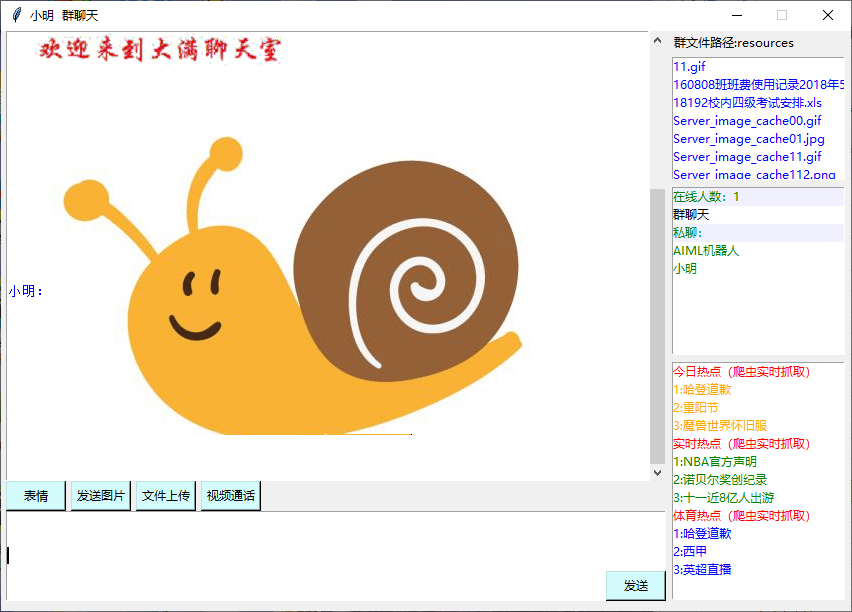 小明 群聊天
欢迎来到大满聊天室
小明：
表情
发送图片
文件上传
视频通话
发送
群文件路径:resources
11.gif
160808班班费使用记录2018年5
18192校内四级考试安排.xls
Server_image_cache00.gif
Server_image_cache01.jpg
Server_image_cache11.gif
Server_image_cache112.png
在线人数：1
群聊天
私聊：
AIML机器人
小明
今日热点（爬虫实时抓取）
1:哈登道歉
2:重阳节
3:魔兽世界怀旧服
实时热点（爬虫实时抓取）
1:NBA官方声明
2:诺贝尔奖创纪录
3:十一近8亿人出游
体育热点（爬虫实时抓取）
1:哈登道歉
2:西甲
3:英超直播